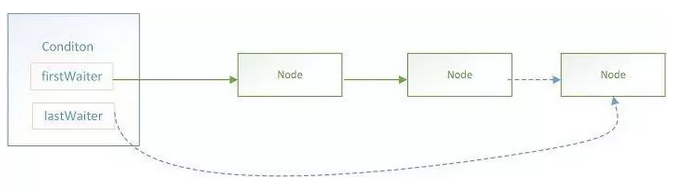 Conditon
firstWaiter
lastWaiter
Node
Node
Node